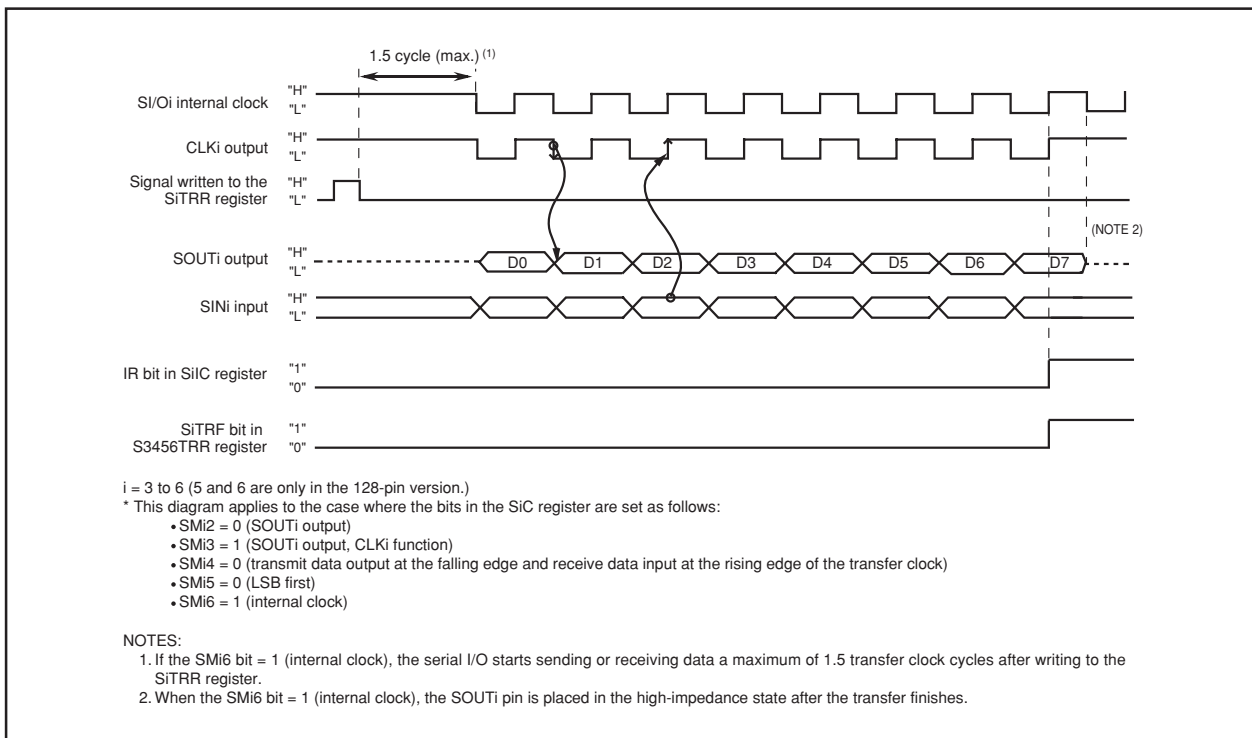 1.5 cycle (max.) (1)
SI/Oi internal clock
"H"
"L"
CLKi output
"H"
"L"
Signal written to the
SiTRR register
"H"
"L"
(NOTE 2)
SOUTi output
"H"
"L"
D0 D1 D2 D3 D4 D5 D6 D7
SINi input
"H"
"L"
IR bit in SiIC register
"1"
"0"
SiTRF bit in
S3456TRR register
"1"
"0"
i = 3 to 6 (5 and 6 are only in the 128-pin version.)
* This diagram applies to the case where the bits in the SiC register are set as follows:
• SMi2 = 0 (SOUTi output)
• SMi3 = 1 (SOUTi output, CLKi function)
• SMi4 = 0 (transmit data output at the falling edge and receive data input at the rising edge of the transfer clock)
• SMi5 = 0 (LSB first)
• SMi6 = 1 (internal clock)
NOTES:
1. If the SMi6 bit = 1 (internal clock), the serial I/O starts sending or receiving data a maximum of 1.5 transfer clock cycles after writing to the
SiTRR register.
2. When the SMi6 bit = 1 (internal clock), the SOUTi pin is placed in the high-impedance state after the transfer finishes.